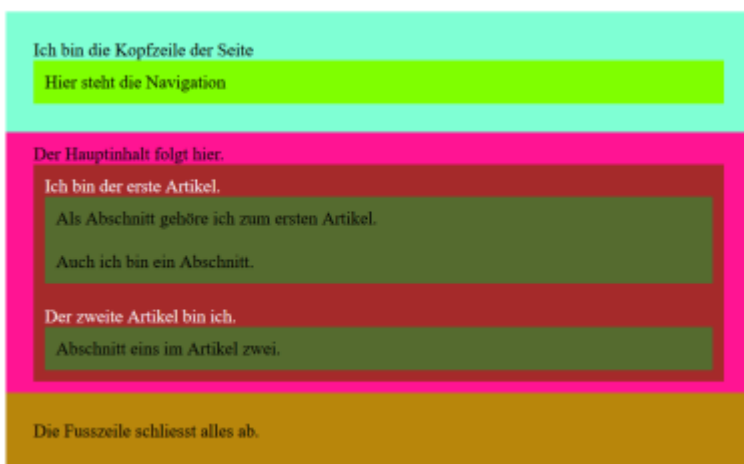 Ich bin die Kopfzeile der Seite
Hier steht die Navigation
Der Hauptinhalt folgt hier.
Ich bin der erste Artikel.
Als Abschnitt gehöre ich zum ersten Artikel.
Auch ich bin ein Abschnitt.
Der zweite Artikel bin ich.
Abschnitt eins im Artikel zwei.
Die Fusszeile schliesst alles ab.